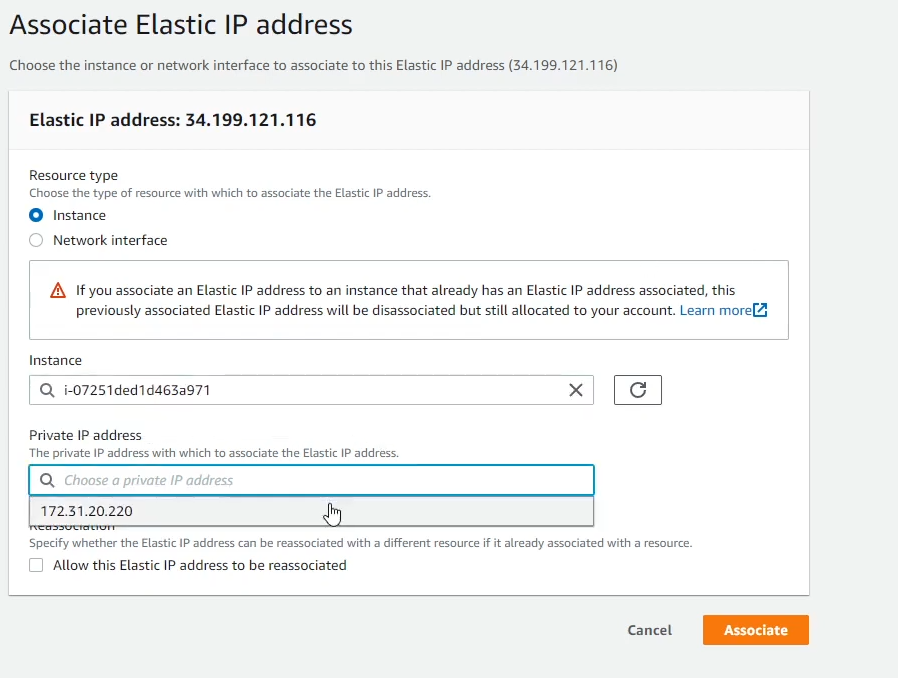 Associate Elastic IP address
Choose the instance or network interface to associate to this Elastic IP address (34.199.121.116)
Elastic IP address: 34.199.121.116
Resource type
Choose the type of resource with which to associate the Elastic IP address.
Instance
Network interface
If you associate an Elastic IP address to an instance that already has an Elastic IP address associated, this
previously associated Elastic IP address will be disassociated but still allocated to your account. Learn more
Instance
i-07251ded1d463a971
Private IP address
The private IP address with which to associate the Elastic IP address.
Choose a private IP address
172.31.20.220
Reassociation
Specify whether the Elastic IP address can be reassociated with a different resource if it already associated with a resource.
Allow this Elastic IP address to be reassociated
Cancel
Associate